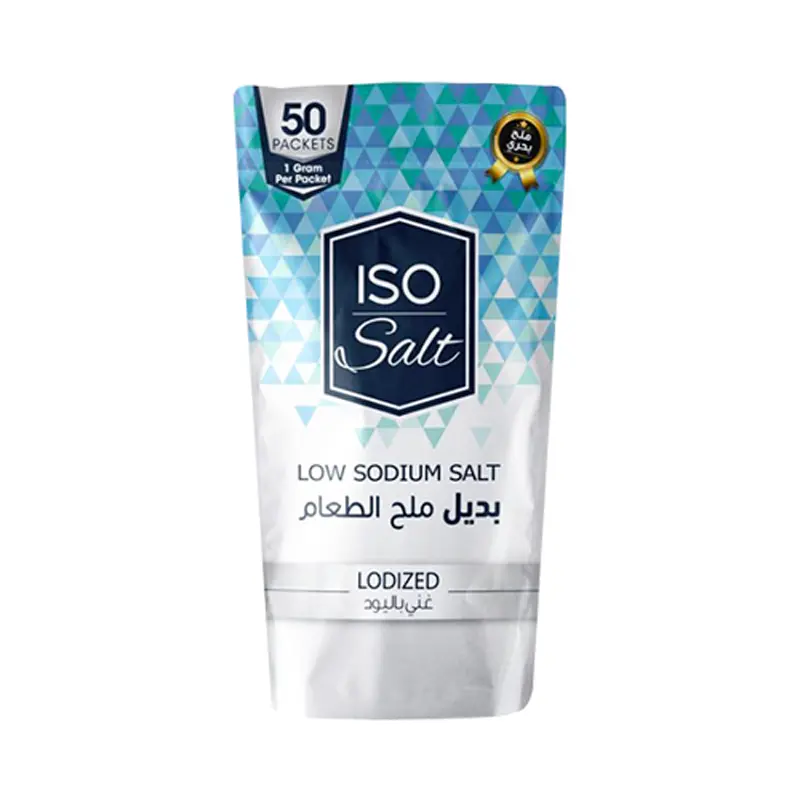 50
PACKETS
1 Gram
Per Packet
ملح
بحري
ISO
Salt
LOW SODIUM SALT
بديل ملح الطعام
LODIZED
غني باليود